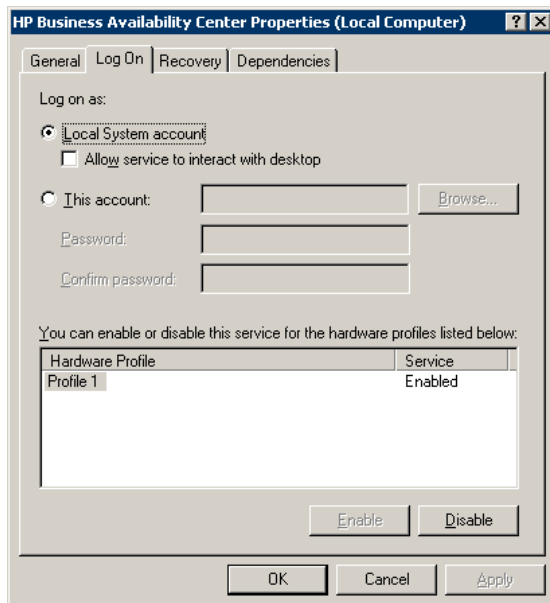 HP Business Availability Center Properties (Local Computer)
General Log On Recovery Dependencies
Log on as:
Local System account
Allow service to interact with desktop
This account:
Browse...
Password:
Confirm password:
You can enable or disable this service for the hardware profiles listed below:
Hardware Profile Service
Profile 1 Enabled
Enable Disable
OK Cancel Apply